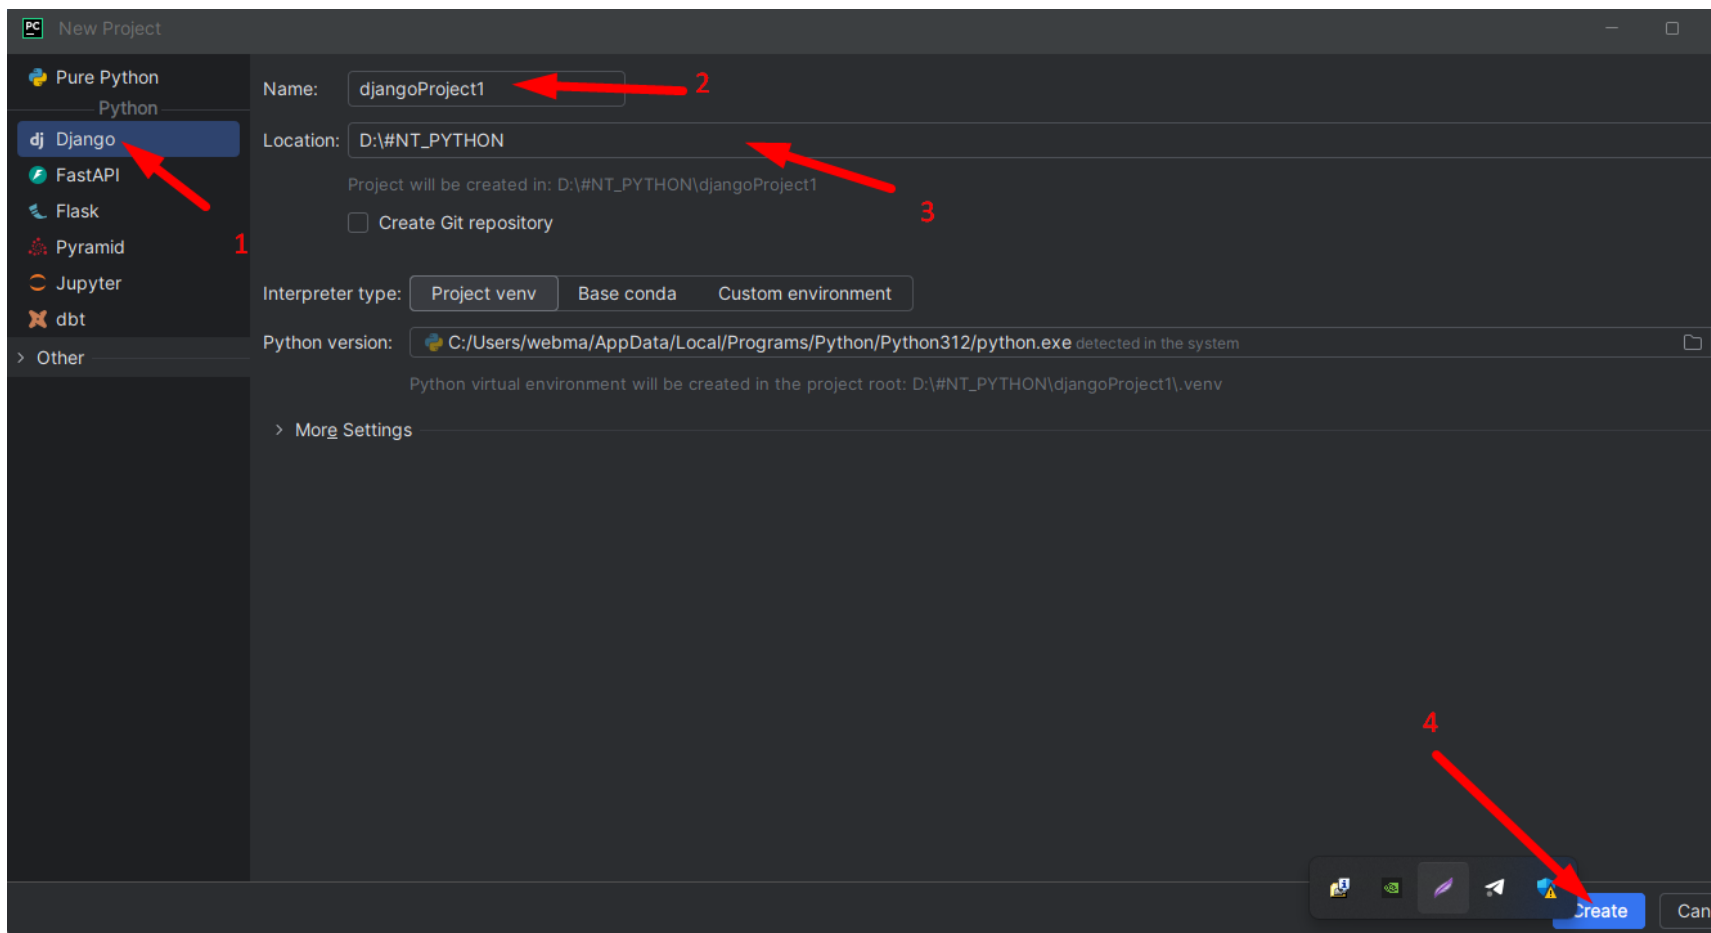 PC New Project
Pure Python
Python
dj Django
FastAPI
Flask
Pyramid
Jupyter
dbt
Other
1
Name: djangoProject1
2
Location: D:\#NT_PYTHON
Project will be created in: D:\#NT_PYTHON\djangoProject1
3
Create Git repository
Interpreter type: Project venv Base conda Custom environment
Python version: C:/Users/webma/AppData/Local/Programs/Python/Python312/python.exe detected in the system
Python virtual environment will be created in the project root: D:\#NT_PYTHON\djangoProject1\.venv
More Settings
4
Create Can